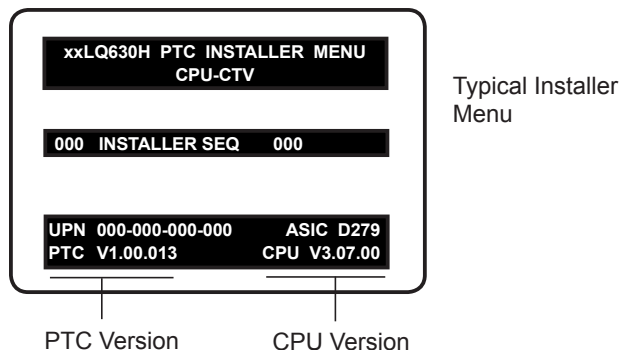 xxLQ630H PTC INSTALLER MENU
CPU-CTV
Typical Installer
Menu
000 INSTALLER SEQ 000
UPN 000-000-000-000 ASIC D279
PTC V1.00.013 CPU V3.07.00
PTC Version CPU Version